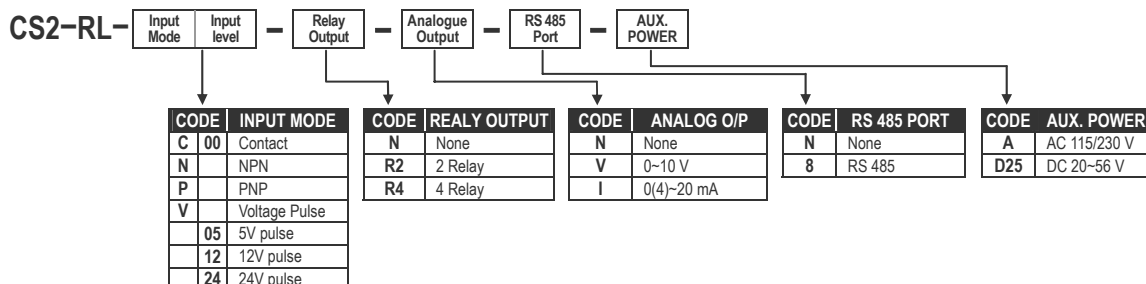 CS2-RL- Input Mode Input level - Relay Output - Analogue Output - RS 485 Port - AUX. POWER
CODE INPUT MODE
C 00 Contact
N NPN
P PNP
V Voltage Pulse
05 5V pulse
12 12V pulse
24 24V pulse
CODE REALY OUTPUT
N None
R2 2 Relay
R4 4 Relay
CODE ANALOG O/P
N None
V 0~10 V
I 0(4)~20 mA
CODE RS 485 PORT
N None
8 RS 485
CODE AUX. POWER
A AC 115/230 V
D25 DC 20~56 V